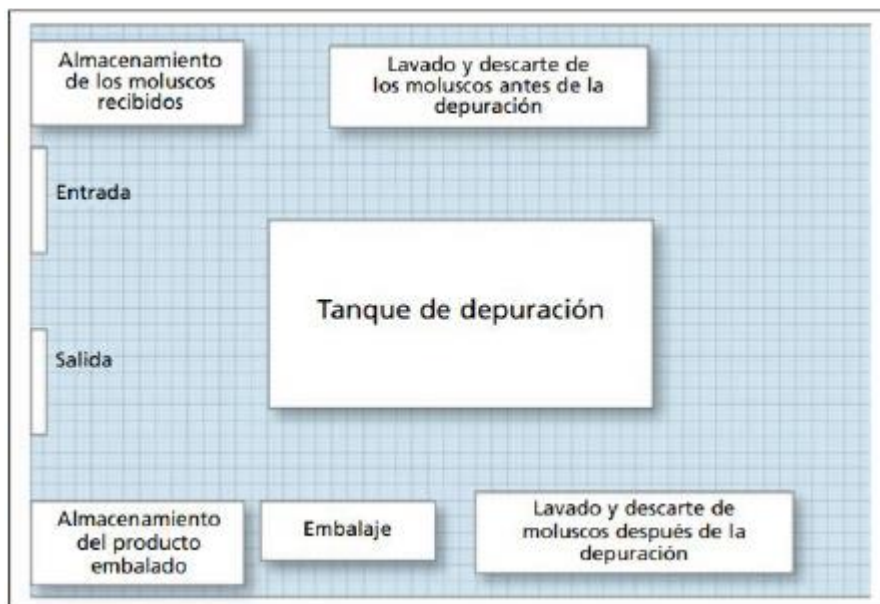 Almacenamiento
de los moluscos
recibidos
Lavado y descarte de
los moluscos antes de la
depuración
Entrada
Tanque de depuración
Salida
Almacenamiento
del producto
embalado
Embalaje
Lavado y descarte de
moluscos después de la
depuración